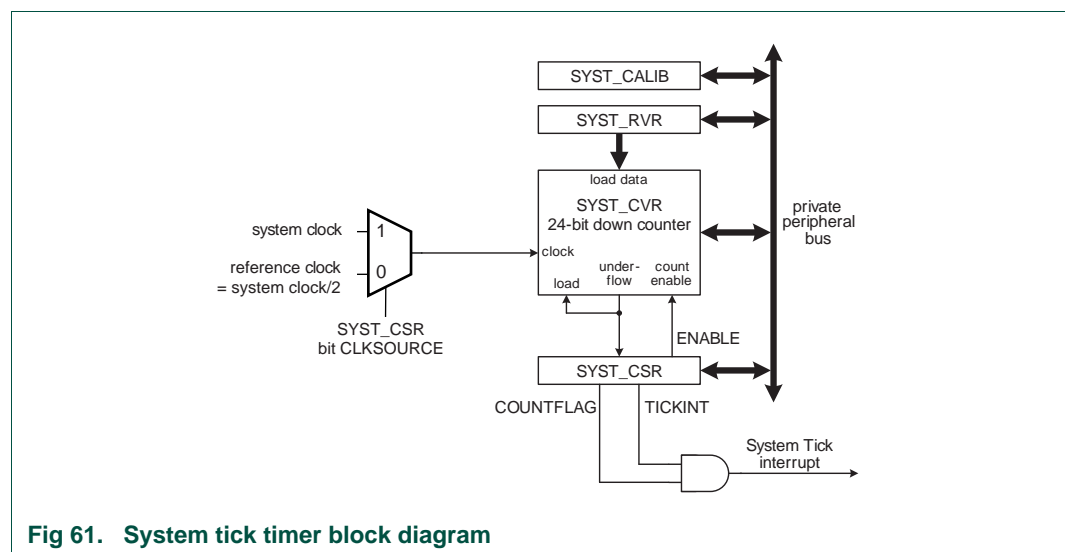 SYST_CALIB
SYST_RVR
load data
SYST_CVR
24-bit down counter
private
peripheral
bus
system clock
1
clock
reference clock
= system clock/2
0
under-
flow
count
enable
load
SYST_CSR
bit CLKSOURCE
ENABLE
SYST_CSR
COUNTFLAG
TICKINT
System Tick
interrupt
Fig 61. System tick timer block diagram